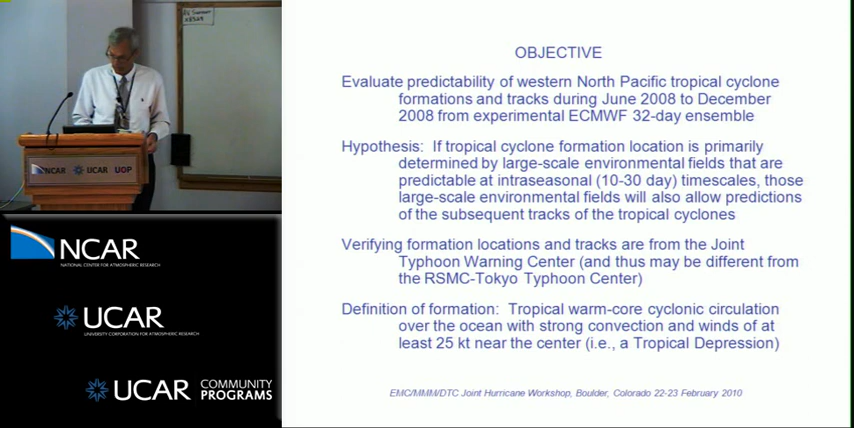 NCAR UCAR UOP
NCAR
NATIONAL CENTER FOR ATMOSPHERIC RESEARCH
UCAR
UNIVERSITY CORPORATION FOR ATMOSPHERIC RESEARCH
UCAR COMMUNITY
PROGRAMS
OBJECTIVE
Evaluate predictability of western North Pacific tropical cyclone
formations and tracks during June 2008 to December
2008 from experimental ECMWF 32-day ensemble
Hypothesis: If tropical cyclone formation location is primarily
determined by large-scale environmental fields that are
predictable at intraseasonal (10-30 day) timescales, those
large-scale environmental fields will also allow predictions
of the subsequent tracks of the tropical cyclones
Verifying formation locations and tracks are from the Joint
Typhoon Warning Center (and thus may be different from
the RSMC-Tokyo Typhoon Center)
Definition of formation: Tropical warm-core cyclonic circulation
over the ocean with strong convection and winds of at
least 25 kt near the center (i.e., a Tropical Depression)
EMC/MMM/DTC Joint Hurricane Workshop, Boulder, Colorado 22-23 February 2010